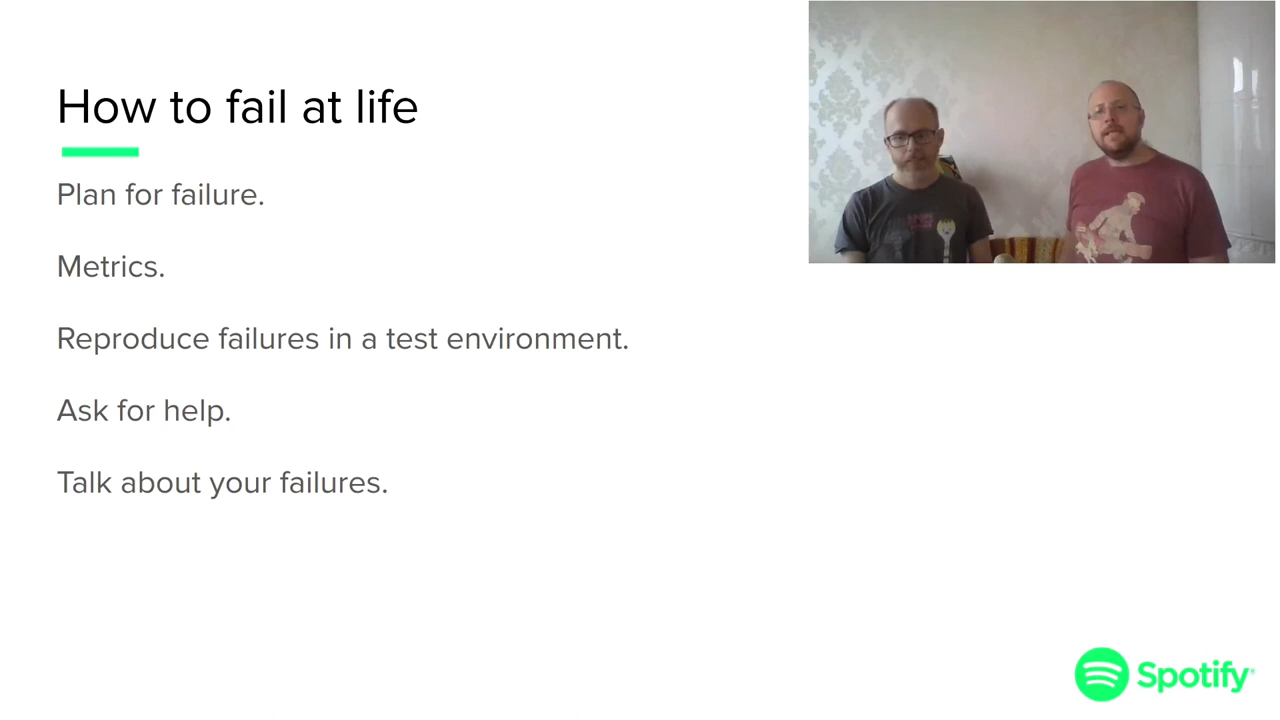 How to fail at life
Plan for failure.
Metrics.
Reproduce failures in a test environment.
Ask for help.
Talk about your failures.
Spotify